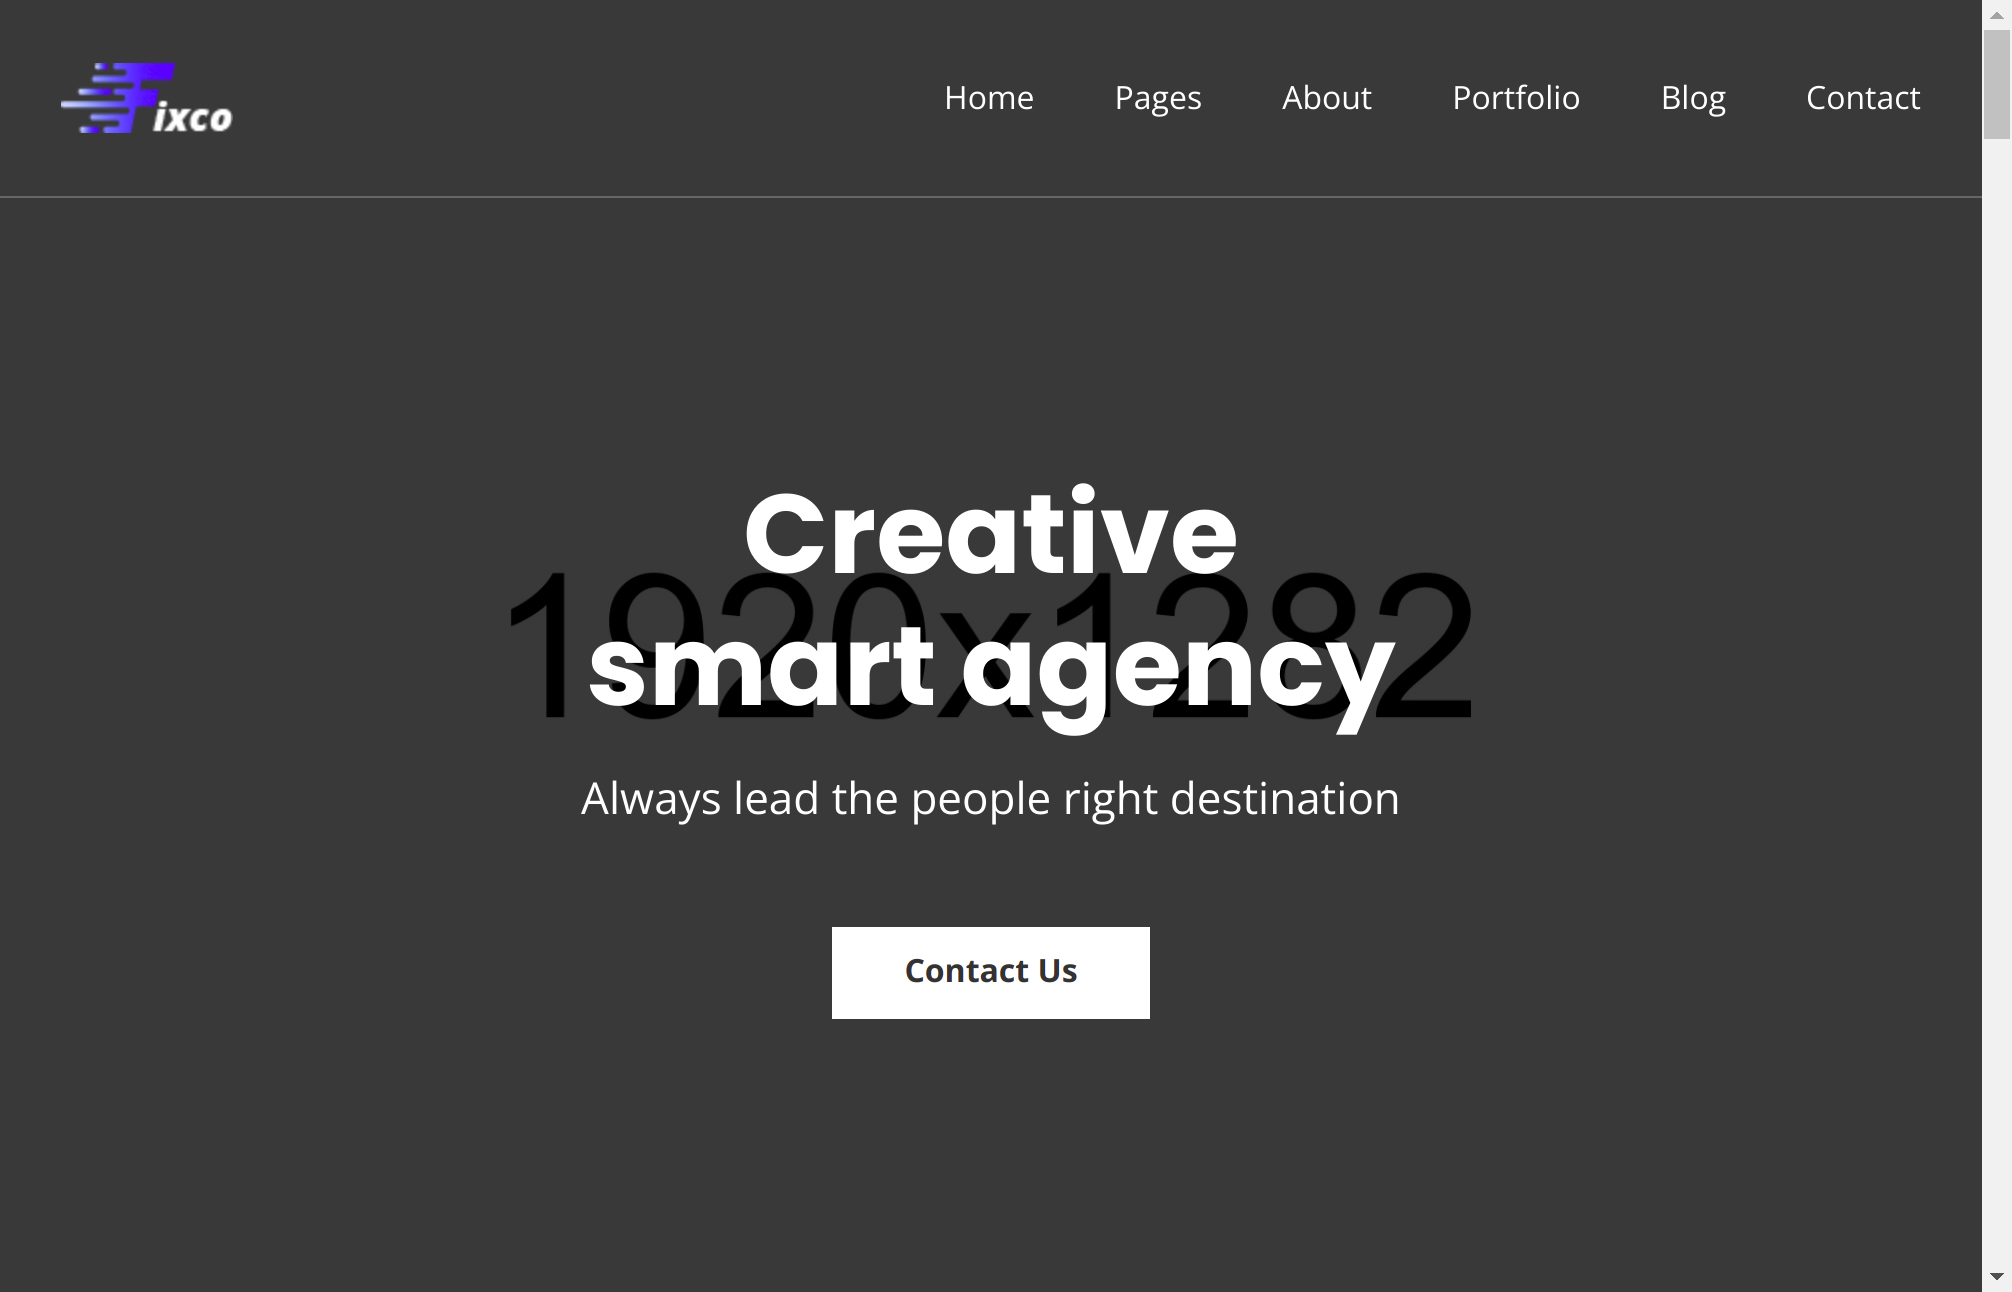 Fixco
Home Pages About Portfolio Blog Contact
Creative
1920x1282
smart agency
Always lead the people right destination
Contact Us